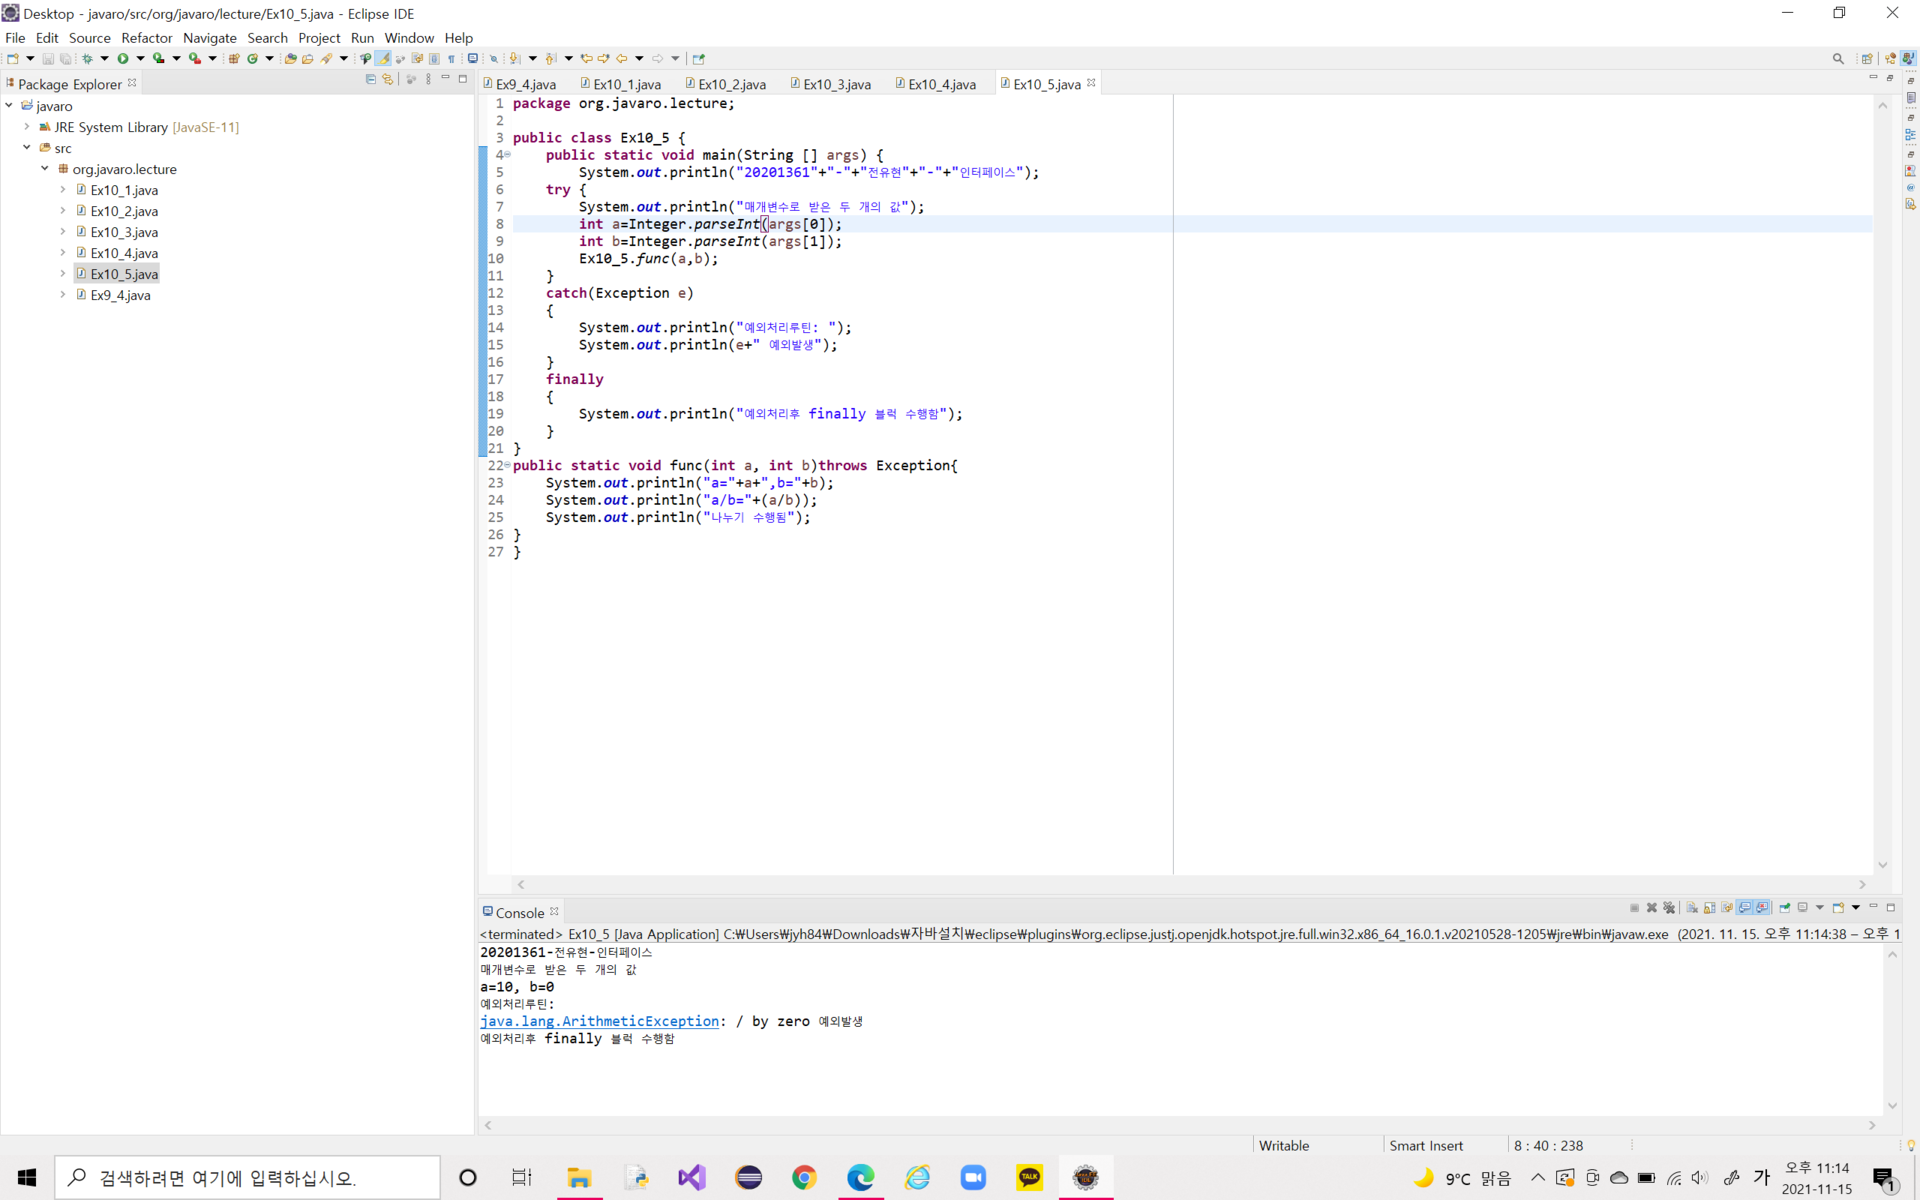 Desktop - javaro/src/org/javaro/lecture/Ex10_5.java - Eclipse IDE
File Edit Source Refactor Navigate Search Project Run Window Help
Package Explorer
javaro
JRE System Library [JavaSE-11]
src
org.javaro.lecture
Ex10_1.java
Ex10_2.java
Ex10_3.java
Ex10_4.java
Ex10_5.java
Ex9_4.java
Ex9_4.java Ex10_1.java Ex10_2.java Ex10_3.java Ex10_4.java Ex10_5.java
1 package org.javaro.lecture;
2
3 public class Ex10_5 {
4 public static void main(String [] args) {
5 System.out.println("20201361"+"-"+"전유현"+"-"+"인터페이스");
6 try {
7 System.out.println("매개변수로 받은 두 개의 값");
8 int a=Integer.parseInt(args[0]);
9 int b=Integer.parseInt(args[1]);
10 Ex10_5.func(a,b);
11 }
12 catch(Exception e)
13 {
14 System.out.println("예외처리루틴: ");
15 System.out.println(e+" 예외발생");
16 }
17 finally
18 {
19 System.out.println("예외처리후 finally 블럭 수행함");
20 }
21 }
22 public static void func(int a, int b)throws Exception{
23 System.out.println("a="+a+",b="+b);
24 System.out.println("a/b="+(a/b));
25 System.out.println("나누기 수행됨");
26 }
27 }
Console
<terminated> Ex10_5 [Java Application] C:₩Users₩jyh84₩Downloads₩자바설치₩eclipse₩plugins₩org.eclipse.justj.openjdk.hotspot.jre.full.win32.x86_64_16.0.1.v20210528-1205₩jre₩bin₩javaw.exe (2021. 11. 15. 오후 11:14:38 – 오후 1
20201361-전유현-인터페이스
매개변수로 받은 두 개의 값
a=10, b=0
예외처리루틴:
java.lang.ArithmeticException: / by zero 예외발생
예외처리후 finally 블럭 수행함
Writable Smart Insert 8 : 40 : 238
검색하려면 여기에 입력하십시오.
TALK
9°C 맑음
가
오후 11:14
2021-11-15
1